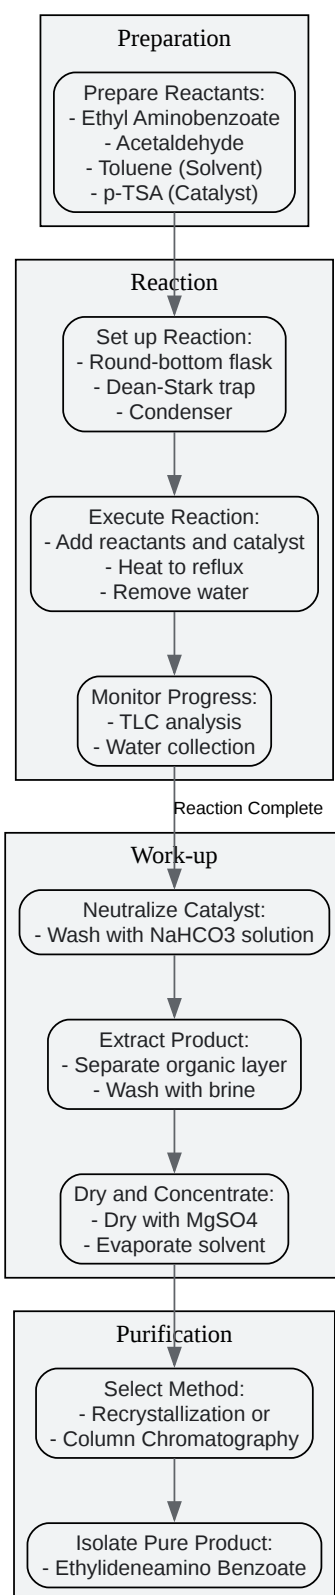 Preparation
Prepare Reactants:
- Ethyl Aminobenzoate
- Acetaldehyde
- Toluene (Solvent)
- p-TSA (Catalyst)
Reaction
Set up Reaction:
- Round-bottom flask
- Dean-Stark trap
- Condenser
Execute Reaction:
- Add reactants and catalyst
- Heat to reflux
- Remove water
Monitor Progress:
- TLC analysis
- Water collection
Reaction Complete
Work-up
Neutralize Catalyst:
- Wash with NaHCO3 solution
Extract Product:
- Separate organic layer
- Wash with brine
Dry and Concentrate:
- Dry with MgSO4
- Evaporate solvent
Purification
Select Method:
- Recrystallization or
- Column Chromatography
Isolate Pure Product:
- Ethylideneamino Benzoate